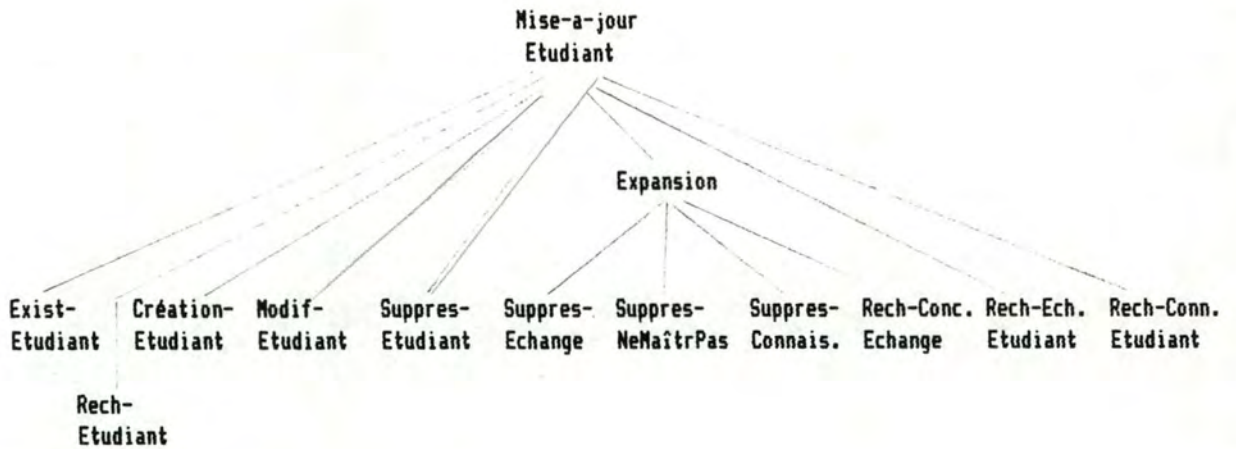 Mise-a-jour
Etudiant
Expansion
Exist- Création- Modif- Suppres- Suppres- Suppres- Suppres- Rech-Conc. Rech-Ech. Rech-Conn.
Etudiant Etudiant Etudiant Etudiant Echange NeMaîtrPas Connais. Echange Etudiant Etudiant
Rech-
Etudiant